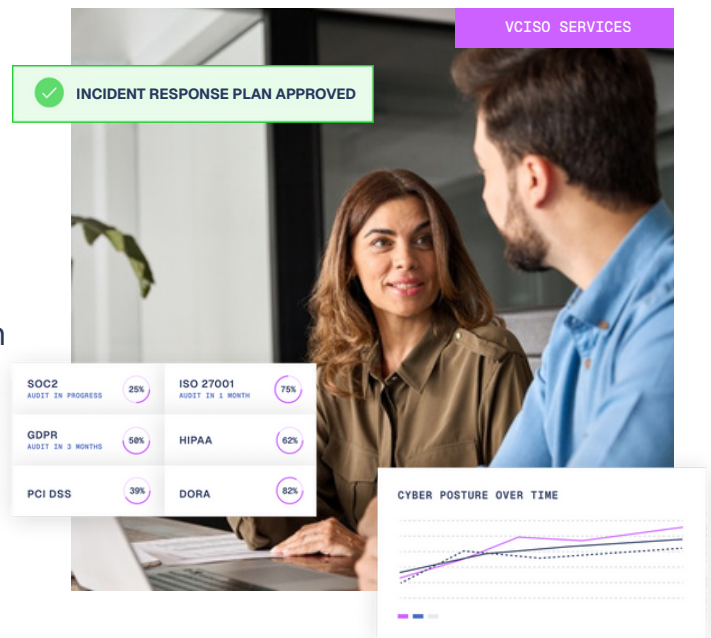 VCISO SERVICES
INCIDENT RESPONSE PLAN APPROVED
SOC2
AUDIT IN PROGRESS
25%
ISO 27001
AUDIT IN 1 MONTH
75%
GDPR
AUDIT IN 3 MONTHS
50%
HIPAA
62%
PCI DSS
39%
DORA
82%
CYBER POSTURE OVER TIME